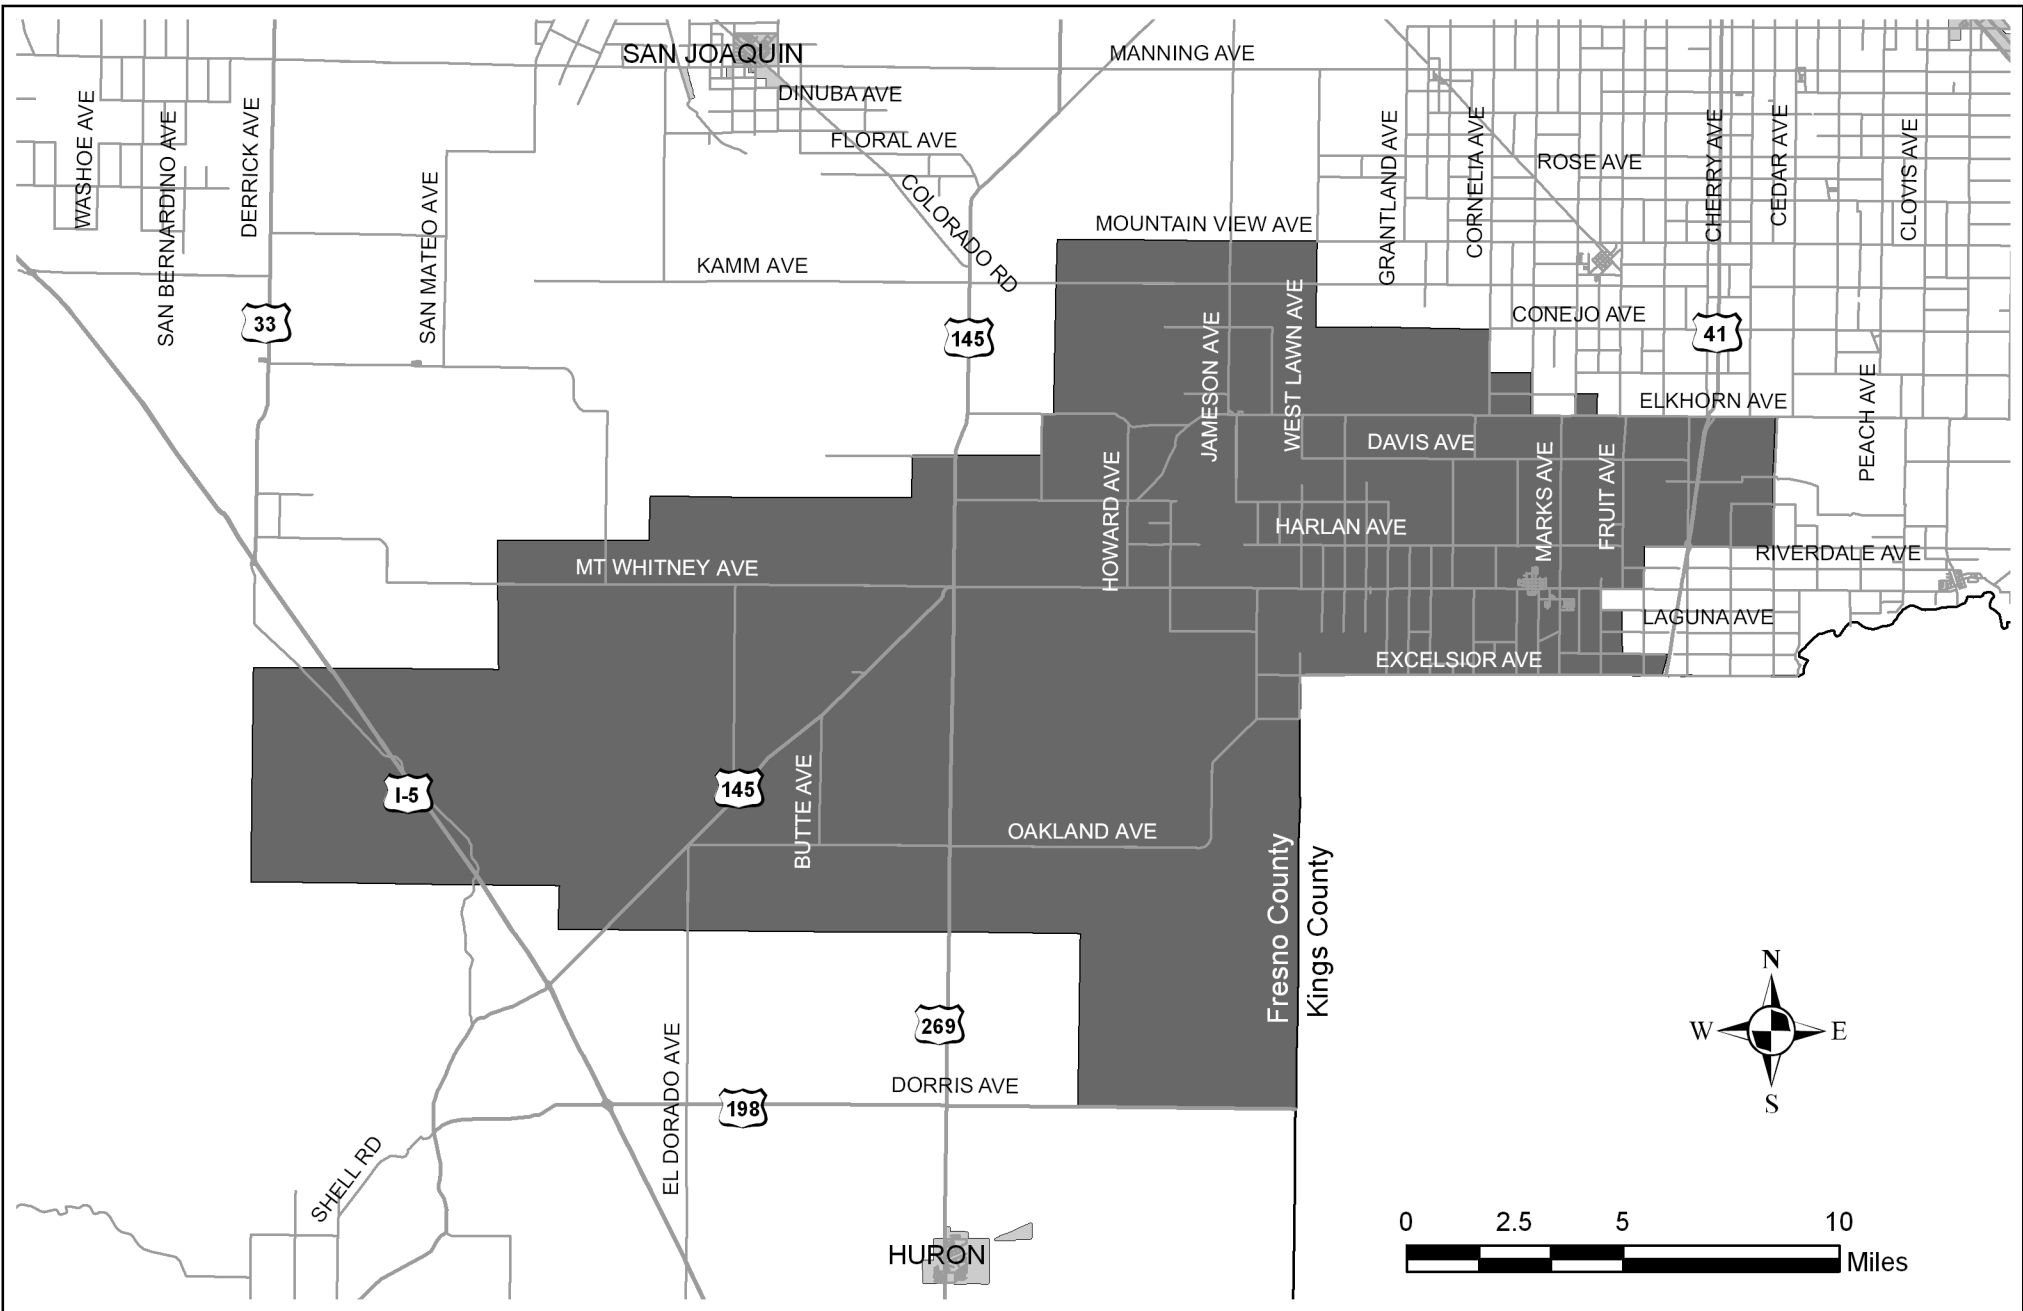 SAN JOAQUIN
MANNING AVE
DINUBA AVE
FLORAL AVE
WASHOE AVE
SAN BERNARDINO AVE
DERRICK AVE
SAN MATEO AVE
COLORADO RD
GRANTLAND AVE
CORNELIA AVE
ROSE AVE
CHERRY AVE
CEDAR AVE
CLOVIS AVE
MOUNTAIN VIEW AVE
KAMM AVE
33
145
JAMESON AVE
WEST LAWN AVE
CONEJO AVE
41
ELKHORN AVE
PEACH AVE
DAVIS AVE
HOWARD AVE
HARLAN AVE
MARKS AVE
FRUIT AVE
RIVERDALE AVE
MT WHITNEY AVE
LAGUNA AVE
EXCELSIOR AVE
I-5
145
BUTTE AVE
OAKLAND AVE
Fresno County
Kings County
N
W
E
S
269
EL DORADO AVE
DORRIS AVE
198
SHELL RD
HURON
0 2.5 5 10
Miles